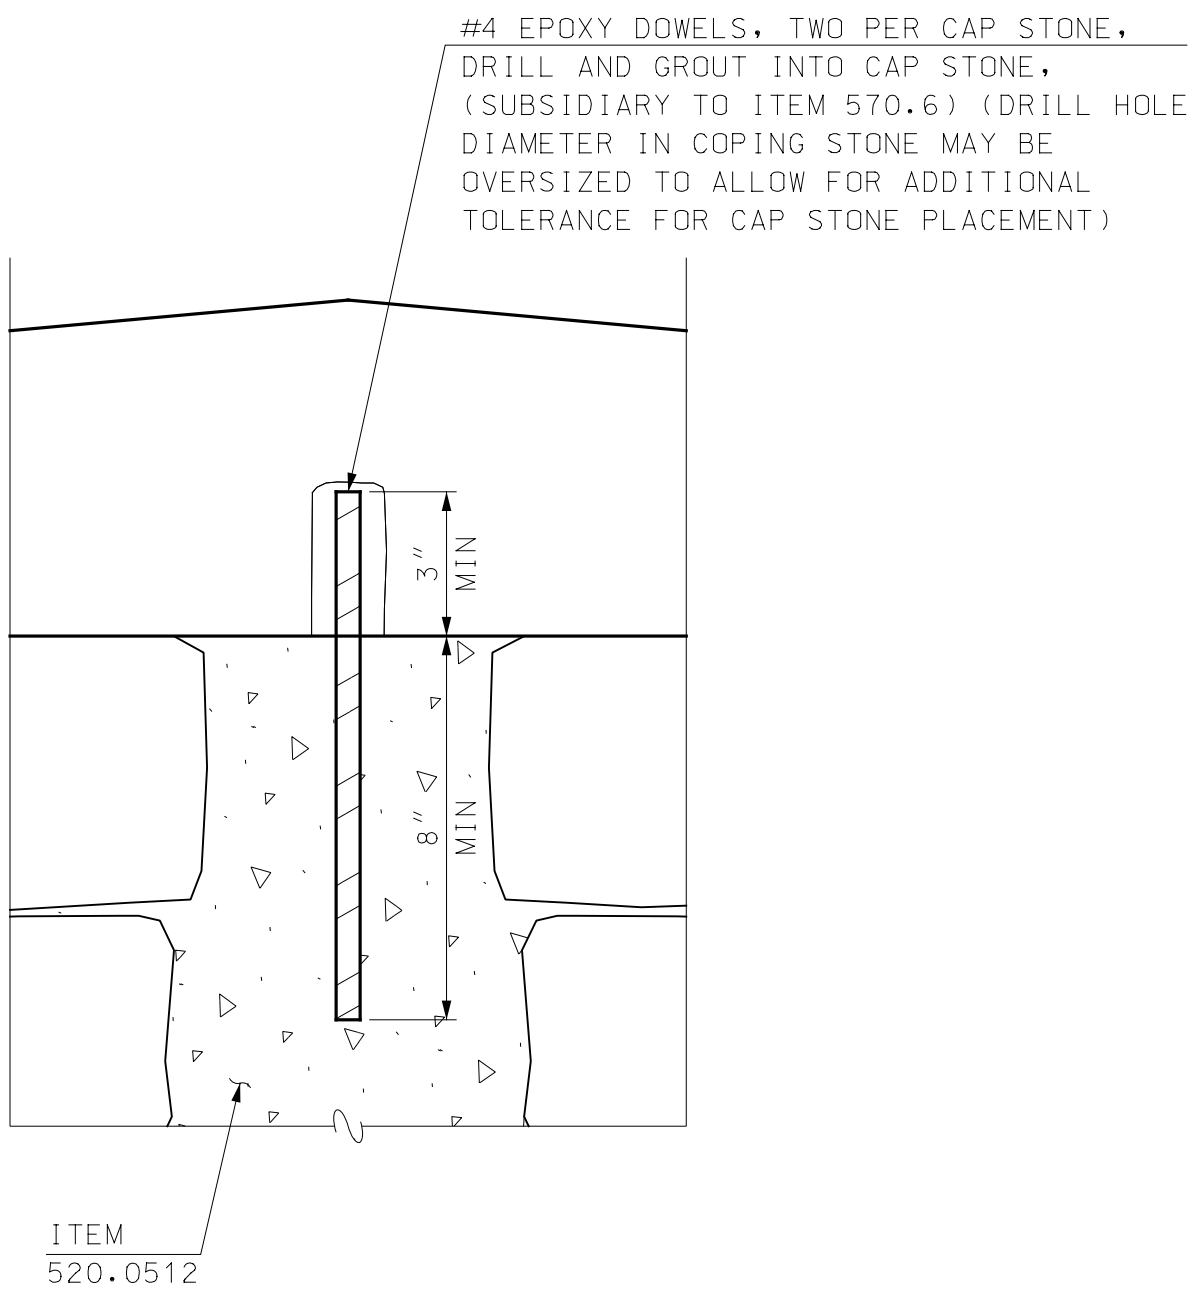 #4 EPOXY DOWELS, TWO PER CAP STONE,
DRILL AND GROUT INTO CAP STONE,
(SUBSIDIARY TO ITEM 570.6) (DRILL HOLE
DIAMETER IN COPING STONE MAY BE
OVERSIZED TO ALLOW FOR ADDITIONAL
TOLERANCE FOR CAP STONE PLACEMENT)
3"
MIN
8"
MIN
ITEM
520.0512